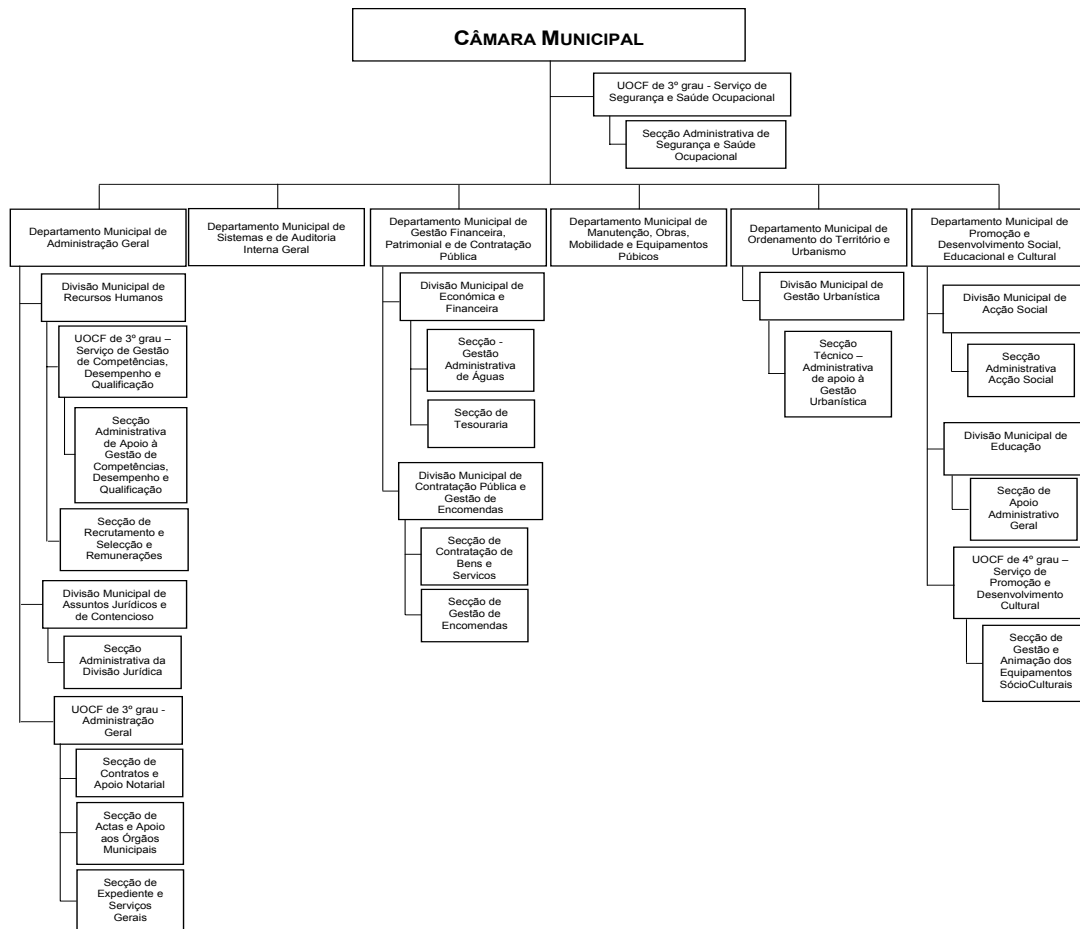 CÂMARA MUNICIPAL
UOCF de 3º grau - Serviço de
Segurança e Saúde Ocupacional
Secção Administrativa de
Segurança e Saúde
Ocupacional
Departamento Municipal de
Administração Geral
Departamento Municipal de
Sistemas e de Auditoria
Interna Geral
Departamento Municipal de
Gestão Financeira,
Patrimonial e de Contratação
Pública
Departamento Municipal de
Manutenção, Obras,
Mobilidade e Equipamentos
Púbicos
Departamento Municipal de
Ordenamento do Território e
Urbanismo
Departamento Municipal de
Promoção e
Desenvolvimento Social,
Educacional e Cultural
Divisão Municipal de
Recursos Humanos
UOCF de 3º grau –
Serviço de Gestão
de Competências,
Desempenho e
Qualificação
Secção
Administrativa
de Apoio à
Gestão de
Competências,
Desempenho e
Qualificação
Secção de
Recrutamento e
Selecção e
Remunerações
Divisão Municipal de
Assuntos Jurídicos e
de Contencioso
Secção
Administrativa da
Divisão Jurídica
UOCF de 3º grau -
Administração
Geral
Secção de
Contratos e
Apoio Notarial
Secção de
Actas e Apoio
aos Órgãos
Municipais
Secção de
Expediente e
Serviços
Gerais
Divisão Municipal de
Económica e
Financeira
Secção -
Gestão
Administrativa
de Águas
Secção de
Tesouraria
Divisão Municipal de
Contratação Pública e
Gestão de
Encomendas
Secção de
Contratação de
Bens e
Servicos
Secção de
Gestão de
Encomendas
Divisão Municipal de
Gestão Urbanística
Secção
Técnico –
Administrativa
de apoio à
Gestão
Urbanística
Divisão Municipal de
Acção Social
Secção
Administrativa
Acção Social
Divisão Municipal de
Educação
Secção de
Apoio
Administrativo
Geral
UOCF de 4º grau –
Serviço de
Promoção e
Desenvolvimento
Cultural
Secção de
Gestão e
Animação dos
Equipamentos
SócioCulturais